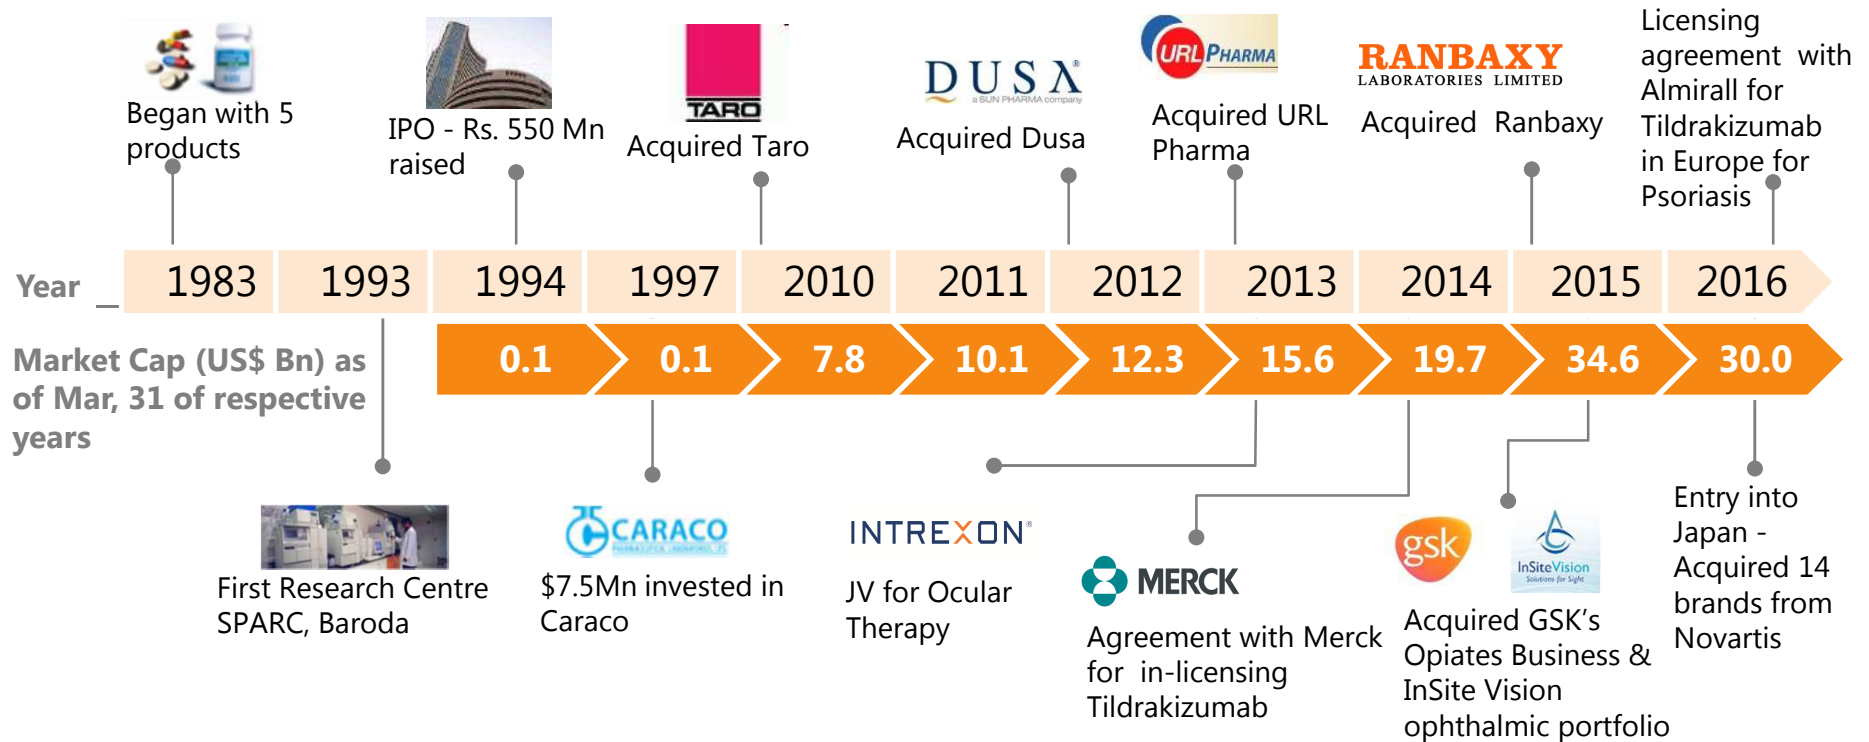 Began with 5
products
IPO - Rs. 550 Mn
raised
TARO
Acquired Taro
DUSA®
a SUN PHARMA company
Acquired Dusa
URL PHARMA
Acquired URL
Pharma
RANBAXY
LABORATORIES LIMITED
Acquired Ranbaxy
Licensing
agreement with
Almirall for
Tildrakizumab
in Europe for
Psoriasis
Year
1983 1993 1994 1997 2010 2011 2012 2013 2014 2015 2016
Market Cap (US$ Bn) as
of Mar, 31 of respective
years
0.1 0.1 7.8 10.1 12.3 15.6 19.7 34.6 30.0
First Research Centre
SPARC, Baroda
CARACO
PHARMACEUTICAL LABORATORIES, LTD.
$7.5Mn invested in
Caraco
INTREXON®
JV for Ocular
Therapy
MERCK
Agreement with Merck
for in-licensing
Tildrakizumab
gsk
InSiteVision
Solutions for Sight
Acquired GSK’s
Opiates Business &
InSite Vision
ophthalmic portfolio
Entry into
Japan -
Acquired 14
brands from
Novartis